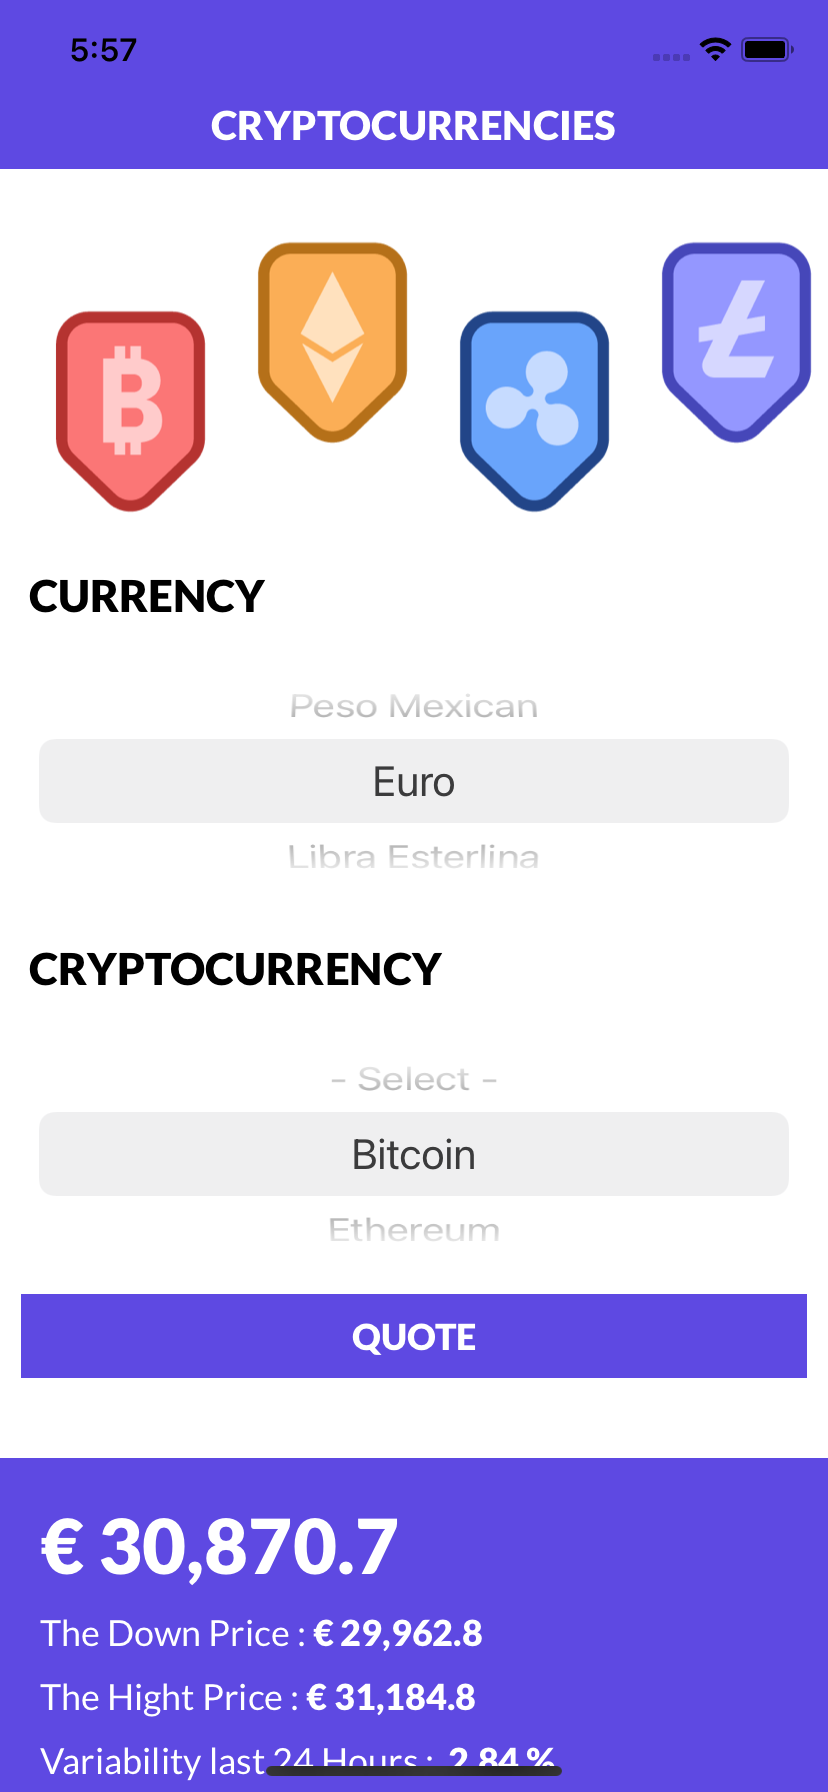 5:57
CRYPTOCURRENCIES
CURRENCY
Peso Mexican
Euro
Libra Esterlina
CRYPTOCURRENCY
- Select -
Bitcoin
Ethereum
QUOTE
€ 30,870.7
The Down Price : € 29,962.8
The Hight Price : € 31,184.8
Variability last 24 Hours : 2.84 %